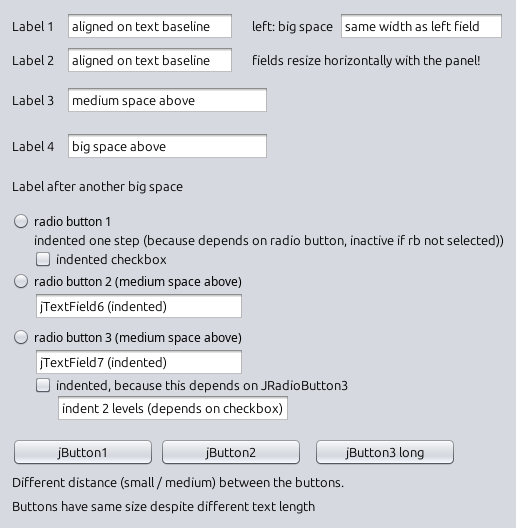 Label 1 aligned on text baseline left: big space same width as left field
Label 2 aligned on text baseline fields resize horizontally with the panel!
Label 3 medium space above
Label 4 big space above
Label after another big space
radio button 1
indented one step (because depends on radio button, inactive if rb not selected))
indented checkbox
radio button 2 (medium space above)
jTextField6 (indented)
radio button 3 (medium space above)
jTextField7 (indented)
indented, because this depends on JRadioButton3
indent 2 levels (depends on checkbox)
jButton1 jButton2 jButton3 long
Different distance (small / medium) between the buttons.
Buttons have same size despite different text length